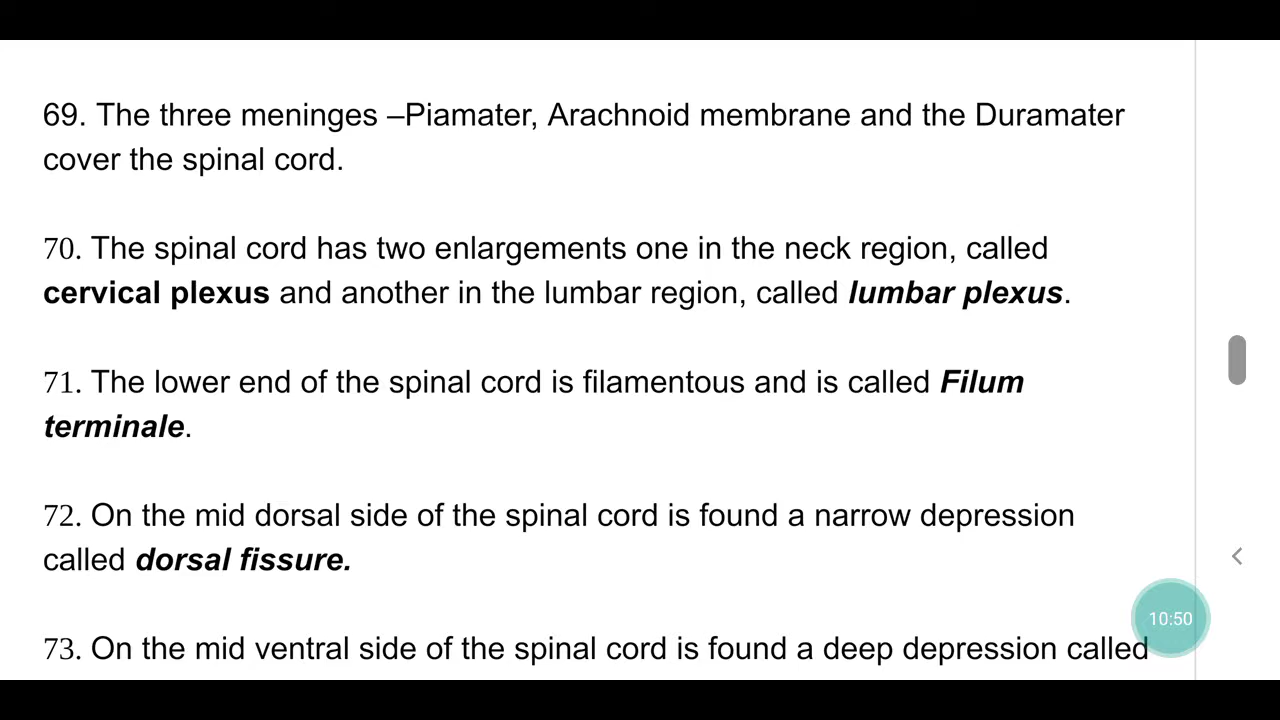 69. The three meninges –Piamater, Arachnoid membrane and the Duramater
cover the spinal cord.
70. The spinal cord has two enlargements one in the neck region, called
cervical plexus and another in the lumbar region, called lumbar plexus.
71. The lower end of the spinal cord is filamentous and is called Filum
terminale.
72. On the mid dorsal side of the spinal cord is found a narrow depression
called dorsal fissure.
10:50
73. On the mid ventral side of the spinal cord is found a deep depression called